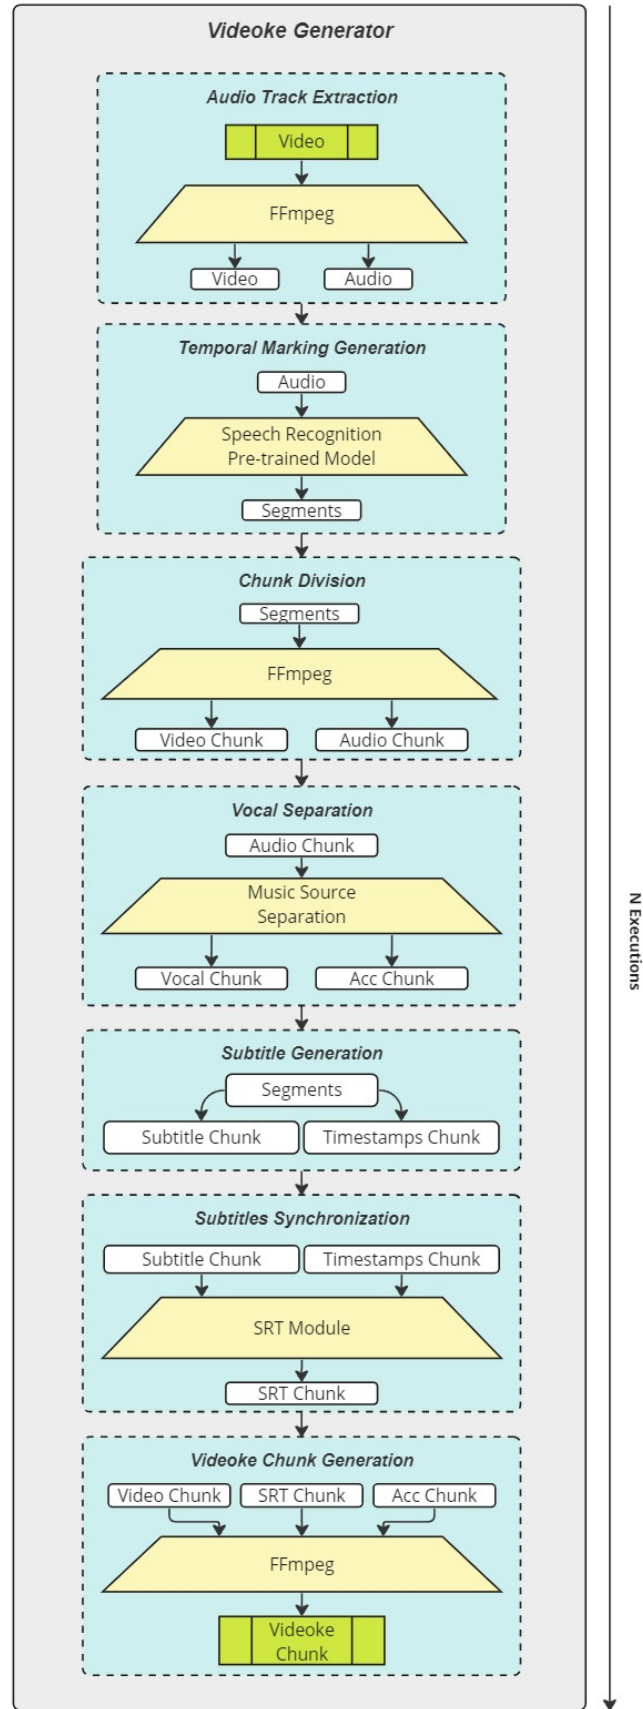 Videoke Generator
Audio Track Extraction
Video
FFmpeg
Video
Audio
Temporal Marking Generation
Audio
Speech Recognition
Pre-trained Model
Segments
Chunk Division
Segments
FFmpeg
Video Chunk
Audio Chunk
Vocal Separation
Audio Chunk
Music Source
Separation
Vocal Chunk
Acc Chunk
Subtitle Generation
Segments
Subtitle Chunk
Timestamps Chunk
Subtitles Synchronization
Subtitle Chunk
Timestamps Chunk
SRT Module
SRT Chunk
Videoke Chunk Generation
Video Chunk
SRT Chunk
Acc Chunk
FFmpeg
Videoke
Chunk
N Executions